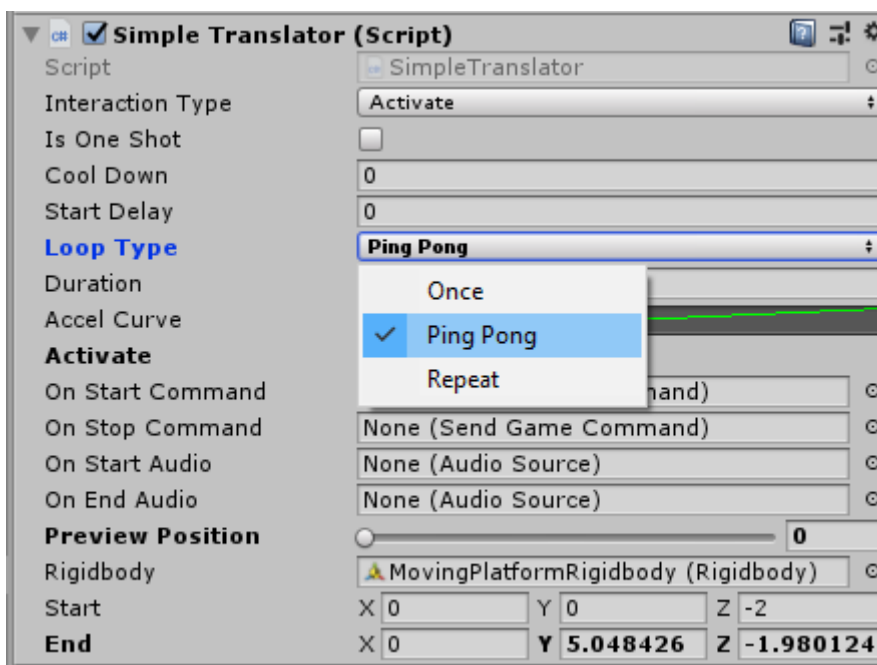 Simple Translator (Script)
Script SimpleTranslator
Interaction Type Activate
Is One Shot
Cool Down 0
Start Delay 0
Loop Type Ping Pong
Duration
Once
Accel Curve
Ping Pong
Activate
Repeat
On Start Command mand)
On Stop Command None (Send Game Command)
On Start Audio None (Audio Source)
On End Audio None (Audio Source)
Preview Position 0
Rigidbody MovingPlatformRigidbody (Rigidbody)
Start X 0 Y 0 Z -2
End X 0 Y 5.048426 Z -1.980124